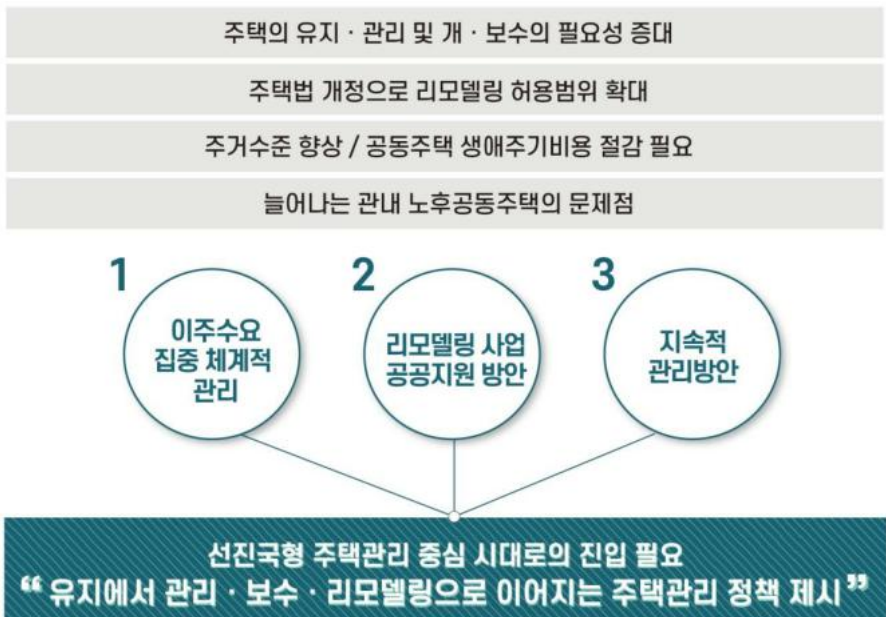 주택의 유지 · 관리 및 개 · 보수의 필요성 증대
주택법 개정으로 리모델링 허용범위 확대
주거수준 향상 / 공동주택 생애주기비용 절감 필요
늘어나는 관내 노후공동주택의 문제점
1
이주수요
집중 체계적
관리
2
리모델링 사업
공공지원 방안
3
지속적
관리방안
선진국형 주택관리 중심 시대로의 진입 필요
“ 유지에서 관리 · 보수 · 리모델링으로 이어지는 주택관리 정책 제시 ”